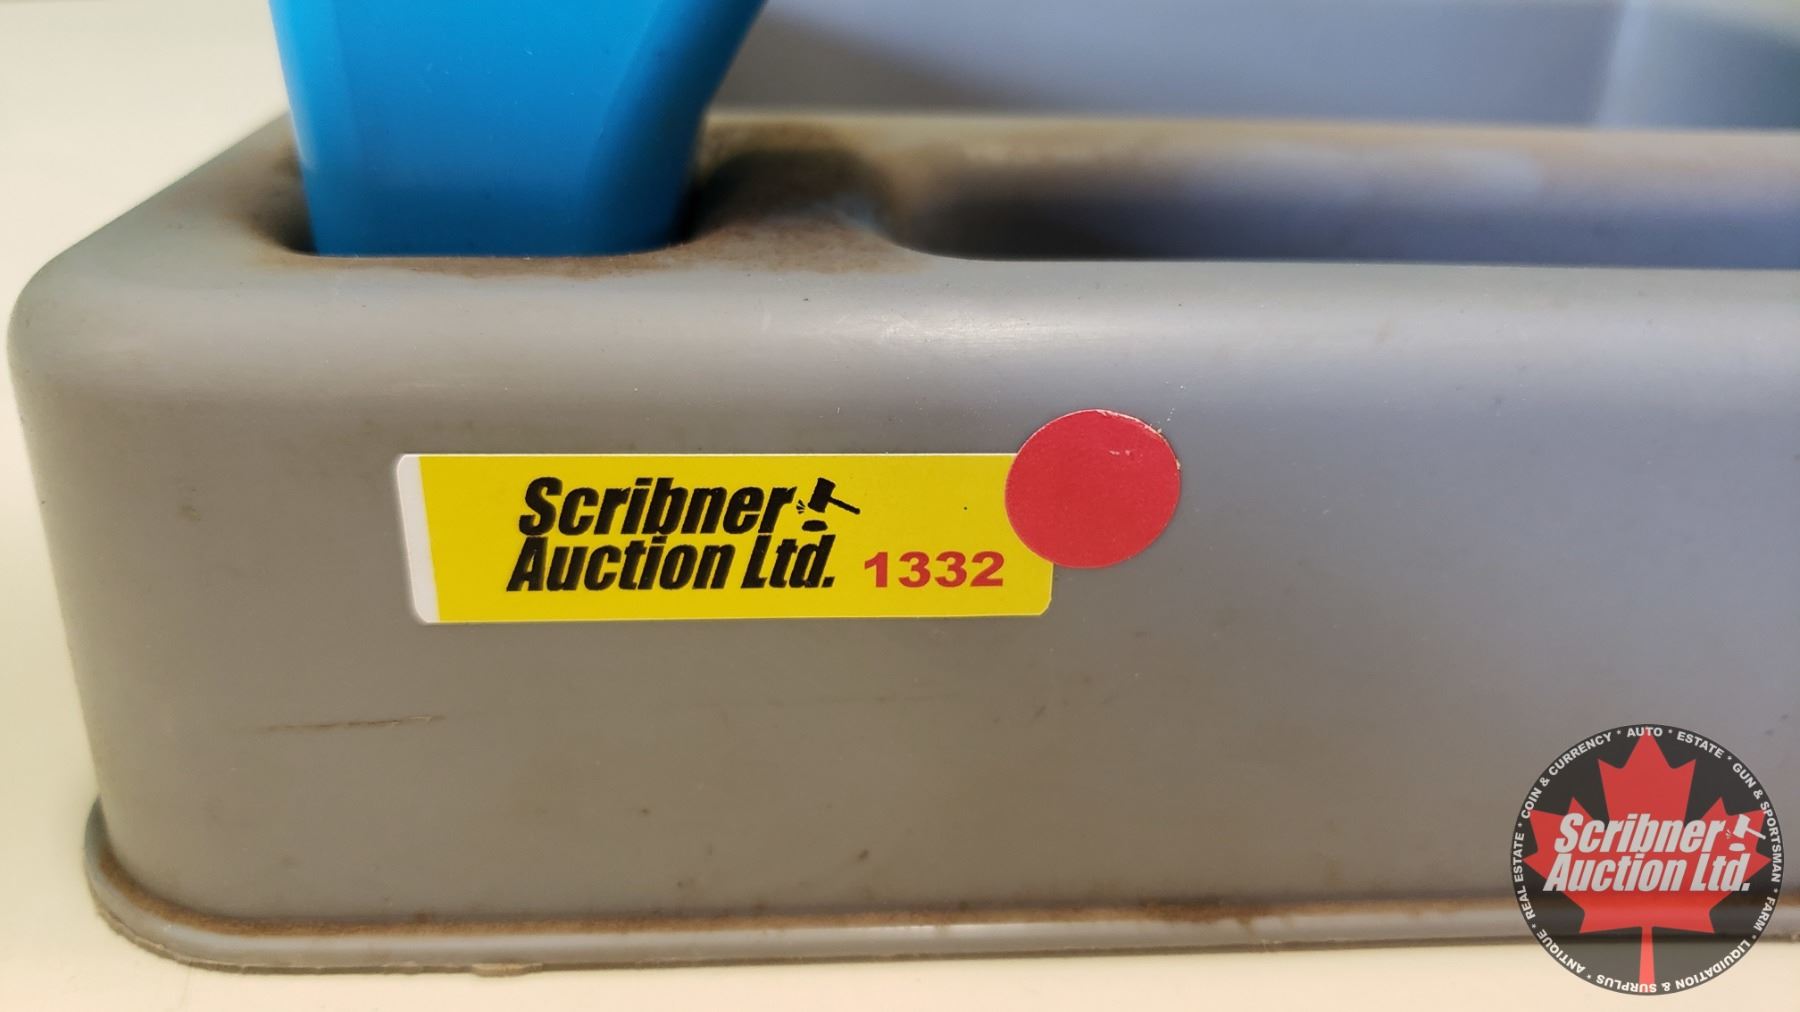 Scribner
Auction Ltd. 1332
COIN & CURRENCY * AUTO * ESTATE * GUN & SPORTSMAN * FARM * LIQUIDATION & SURPLUS * ANTIQUE * REAL ESTATE *
Scribner
Auction Ltd.